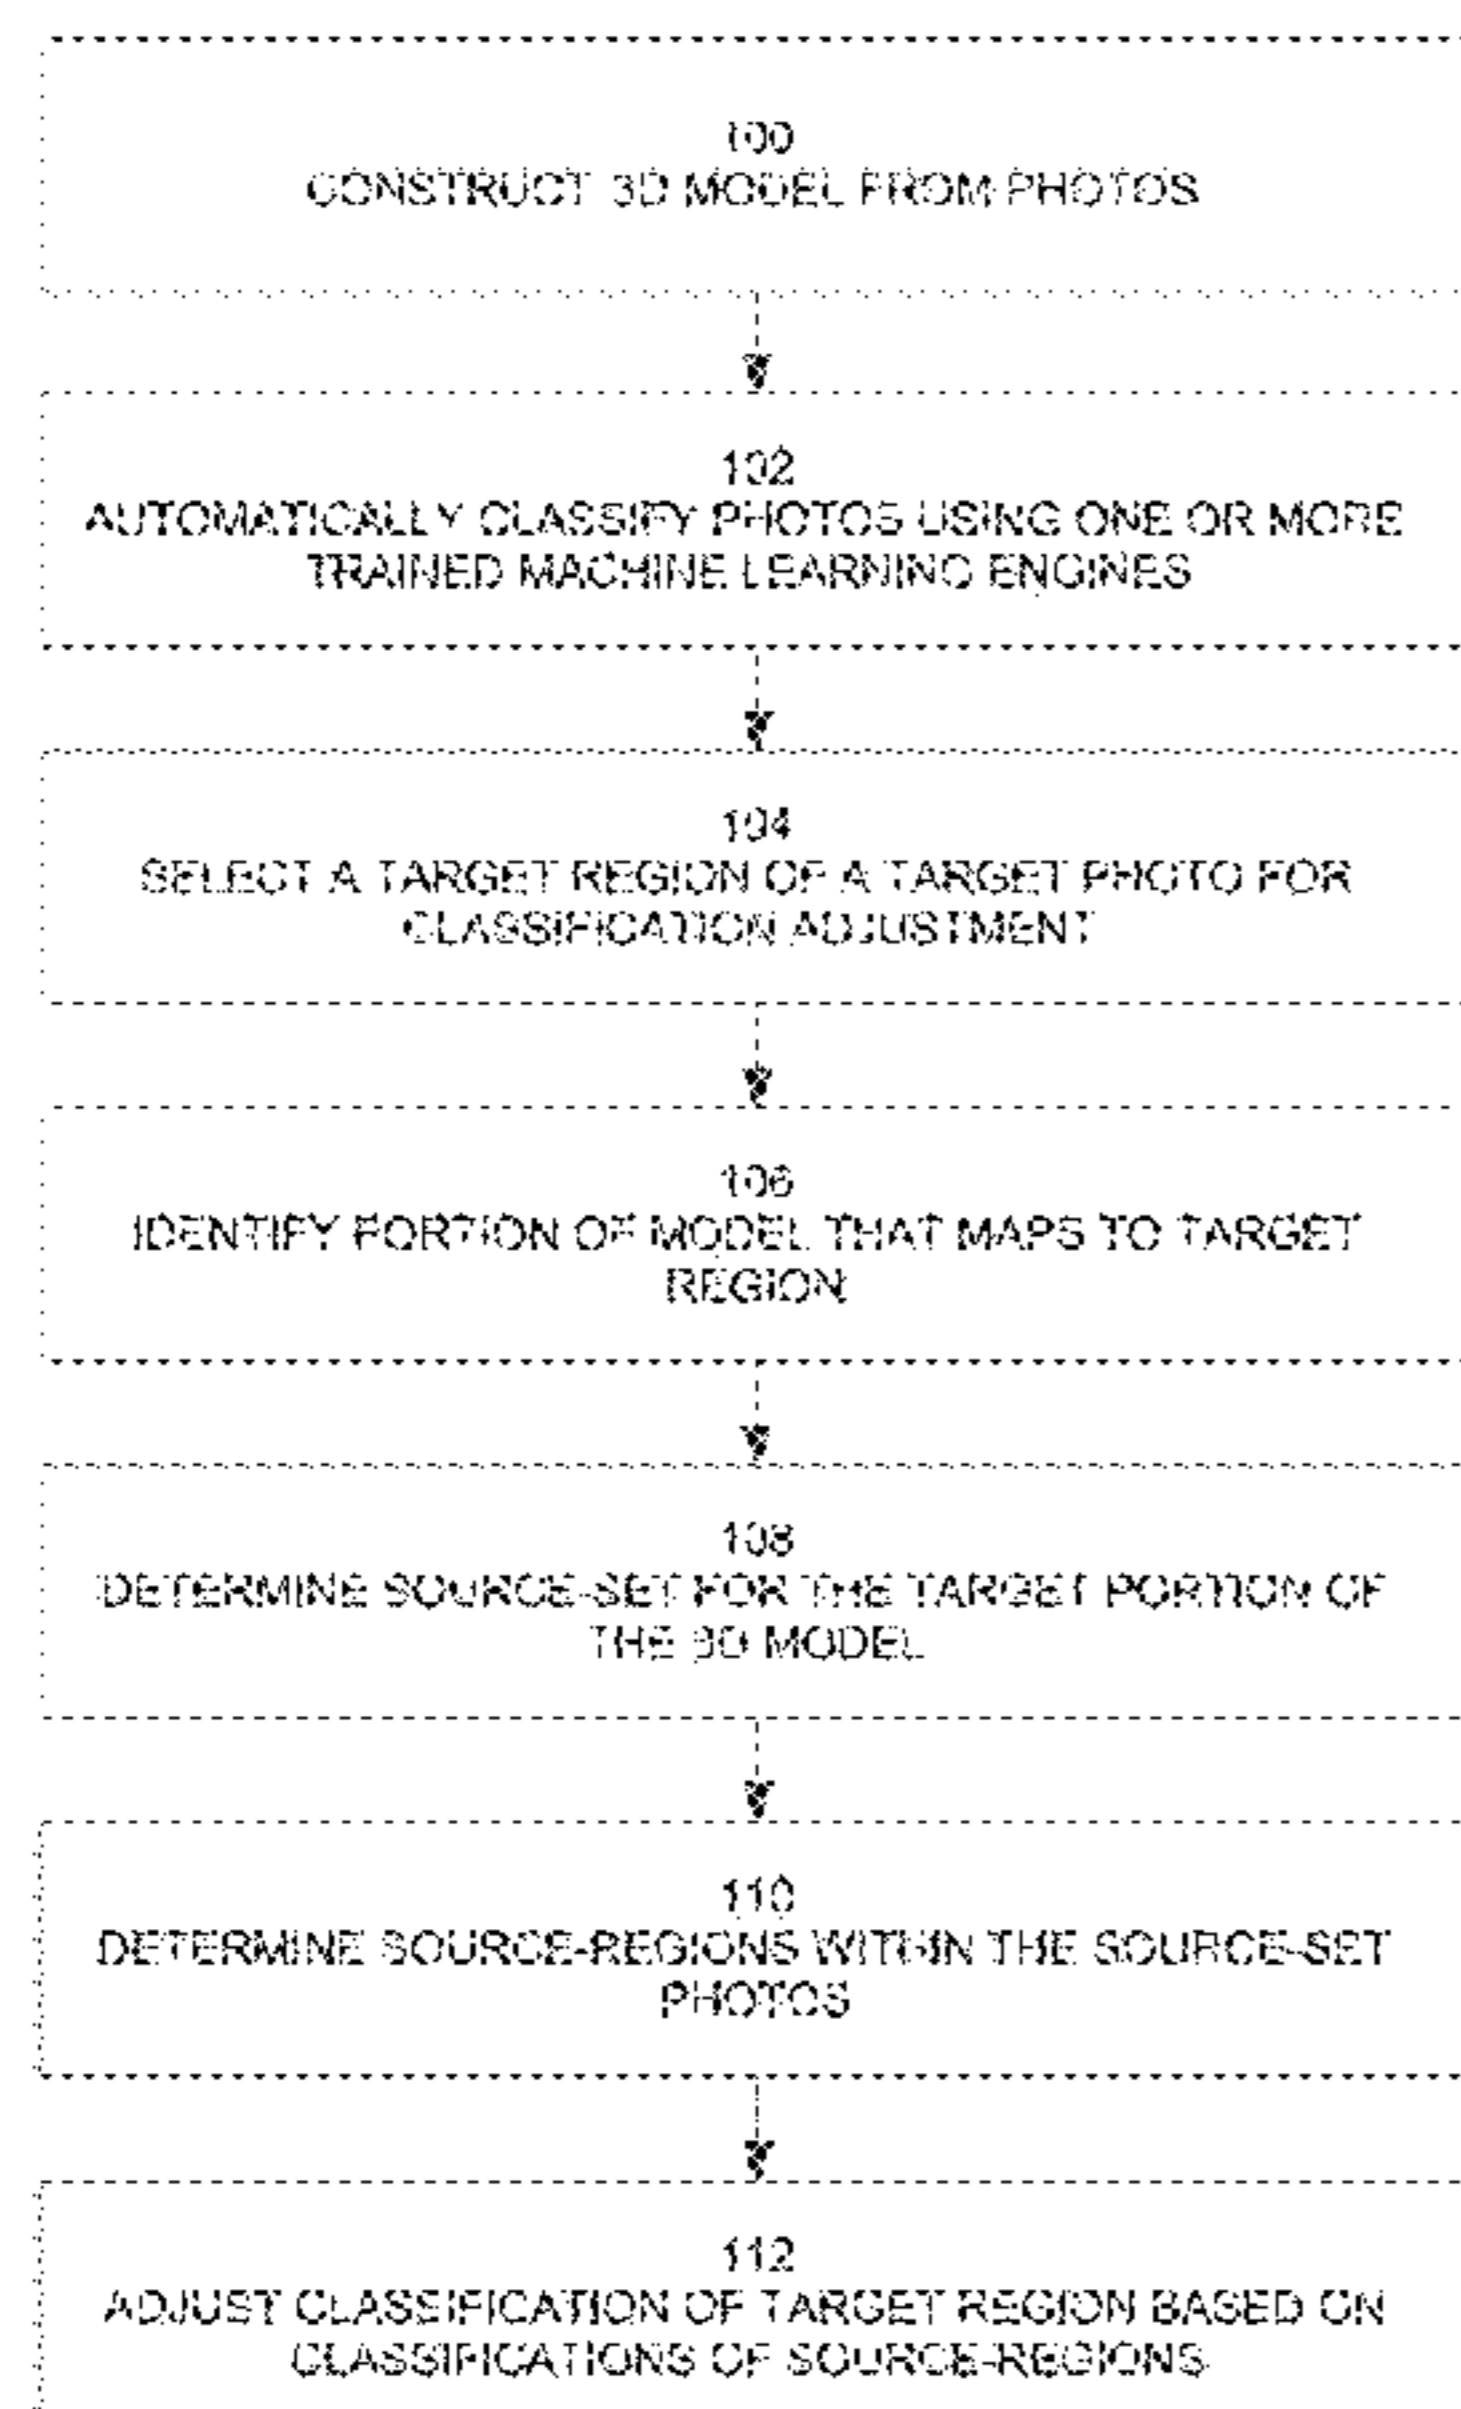 100
CONSTRUCT 3D MODEL FROM PHOTOS
102
AUTOMATICALLY CLASSIFY PHOTOS USING ONE OR MORE
TRAINED MACHINE LEARNING ENGINES
104
SELECT A TARGET REGION OF A TARGET PHOTO FOR
CLASSIFICATION ADJUSTMENT
106
IDENTIFY PORTION OF MODEL THAT MAPS TO TARGET
REGION
108
DETERMINE SOURCE-SET FOR THE TARGET PORTION OF
THE 3D MODEL
110
DETERMINE SOURCE-REGIONS WITHIN THE SOURCE-SET
PHOTOS
112
ADJUST CLASSIFICATION OF TARGET REGION BASED ON
CLASSIFICATIONS OF SOURCE-REGIONS